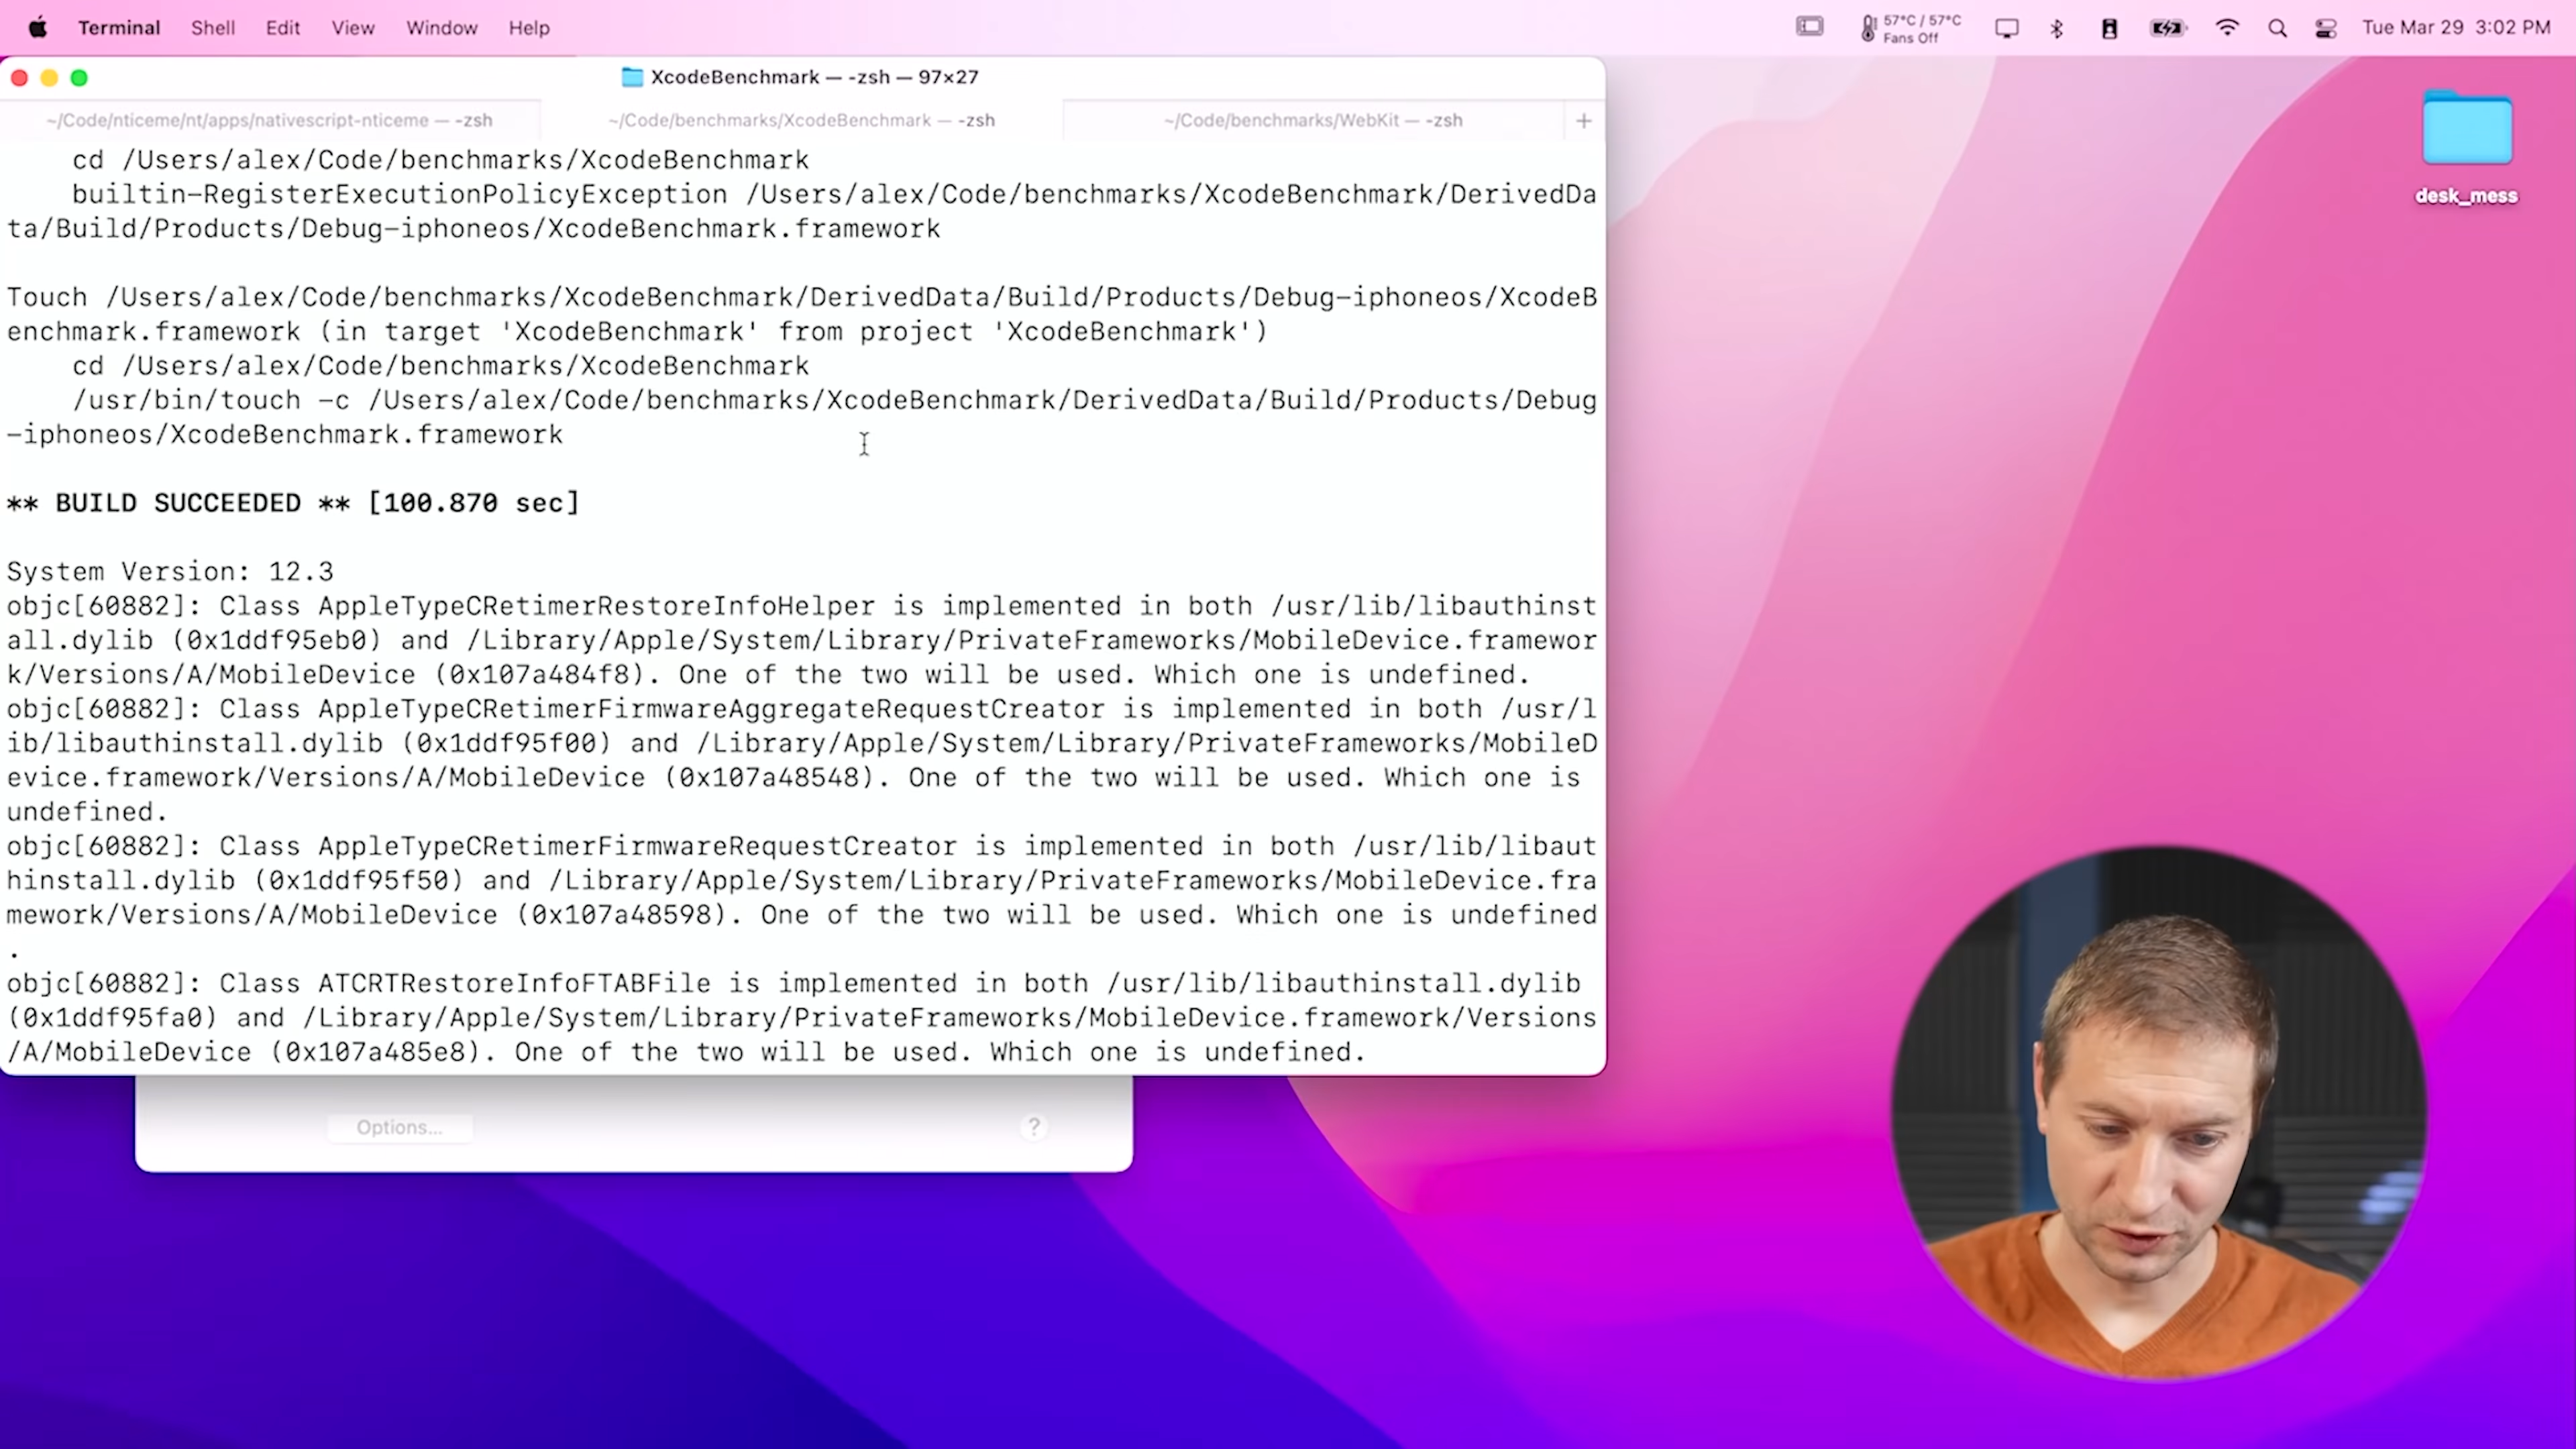 Terminal Shell Edit View Window Help
57°C / 57°C
Fans Off
Tue Mar 29 3:02 PM
XcodeBenchmark — -zsh — 97×27
~/Code/nticeme/nt/apps/nativescript-nticeme — -zsh
~/Code/benchmarks/XcodeBenchmark — -zsh
~/Code/benchmarks/WebKit — -zsh
+
cd /Users/alex/Code/benchmarks/XcodeBenchmark
builtin-RegisterExecutionPolicyException /Users/alex/Code/benchmarks/XcodeBenchmark/DerivedDa
ta/Build/Products/Debug-iphoneos/XcodeBenchmark.framework
Touch /Users/alex/Code/benchmarks/XcodeBenchmark/DerivedData/Build/Products/Debug-iphoneos/XcodeB
enchmark.framework (in target 'XcodeBenchmark' from project 'XcodeBenchmark')
cd /Users/alex/Code/benchmarks/XcodeBenchmark
/usr/bin/touch -c /Users/alex/Code/benchmarks/XcodeBenchmark/DerivedData/Build/Products/Debug
-iphoneos/XcodeBenchmark.framework
** BUILD SUCCEEDED ** [100.870 sec]
System Version: 12.3
objc[60882]: Class AppleTypeCRetimerRestoreInfoHelper is implemented in both /usr/lib/libauthinst
all.dylib (0x1ddf95eb0) and /Library/Apple/System/Library/PrivateFrameworks/MobileDevice.framewor
k/Versions/A/MobileDevice (0x107a484f8). One of the two will be used. Which one is undefined.
objc[60882]: Class AppleTypeCRetimerFirmwareAggregateRequestCreator is implemented in both /usr/l
ib/libauthinstall.dylib (0x1ddf95f00) and /Library/Apple/System/Library/PrivateFrameworks/MobileD
evice.framework/Versions/A/MobileDevice (0x107a48548). One of the two will be used. Which one is
undefined.
objc[60882]: Class AppleTypeCRetimerFirmwareRequestCreator is implemented in both /usr/lib/libaut
hinstall.dylib (0x1ddf95f50) and /Library/Apple/System/Library/PrivateFrameworks/MobileDevice.fra
mework/Versions/A/MobileDevice (0x107a48598). One of the two will be used. Which one is undefined
.
objc[60882]: Class ATCRTRestoreInfoFTABFile is implemented in both /usr/lib/libauthinstall.dylib
(0x1ddf95fa0) and /Library/Apple/System/Library/PrivateFrameworks/MobileDevice.framework/Versions
/A/MobileDevice (0x107a485e8). One of the two will be used. Which one is undefined.
Options...
?
desk_mess